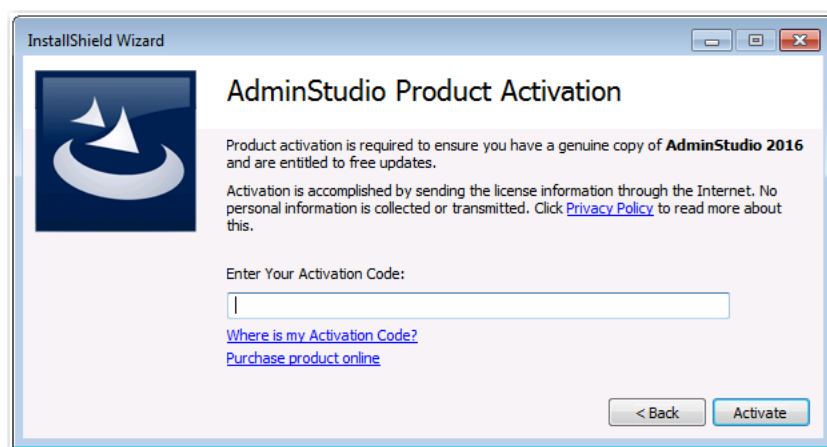 InstallShield Wizard
AdminStudio Product Activation
Product activation is required to ensure you have a genuine copy of AdminStudio 2016
and are entitled to free updates.
Activation is accomplished by sending the license information through the Internet. No
personal information is collected or transmitted. Click Privacy Policy to read more about
this.
Enter Your Activation Code:
Where is my Activation Code?
Purchase product online
< Back
Activate